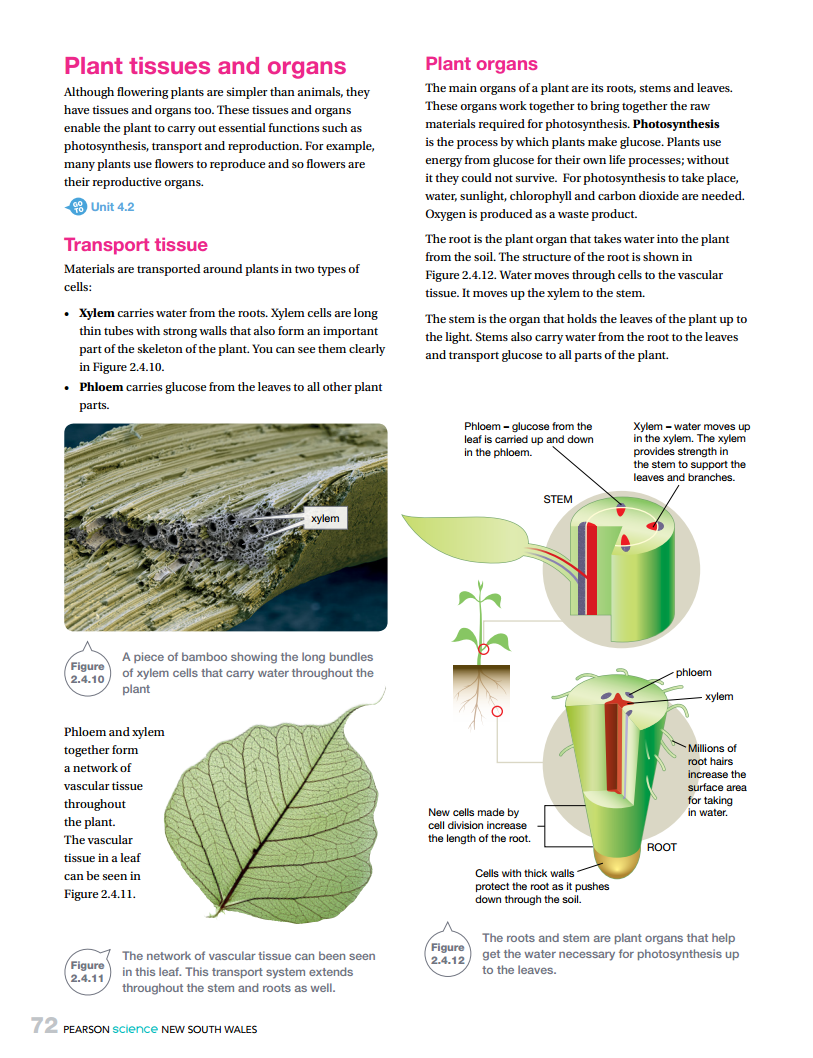 Plant tissues and organs
Although flowering plants are simpler than animals, they
have tissues and organs too. These tissues and organs
enable the plant to carry out essential functions such as
photosynthesis, transport and reproduction. For example,
many plants use flowers to reproduce and so flowers are
their reproductive organs.
GO TO Unit 4.2
Transport tissue
Materials are transported around plants in two types of
cells:
• Xylem carries water from the roots. Xylem cells are long
thin tubes with strong walls that also form an important
part of the skeleton of the plant. You can see them clearly
in Figure 2.4.10.
• Phloem carries glucose from the leaves to all other plant
parts.
xylem
Figure
2.4.10
A piece of bamboo showing the long bundles
of xylem cells that carry water throughout the
plant
Phloem and xylem
together form
a network of
vascular tissue
throughout
the plant.
The vascular
tissue in a leaf
can be seen in
Figure 2.4.11.
Figure
2.4.11
The network of vascular tissue can been seen
in this leaf. This transport system extends
throughout the stem and roots as well.
Plant organs
The main organs of a plant are its roots, stems and leaves.
These organs work together to bring together the raw
materials required for photosynthesis. Photosynthesis
is the process by which plants make glucose. Plants use
energy from glucose for their own life processes; without
it they could not survive. For photosynthesis to take place,
water, sunlight, chlorophyll and carbon dioxide are needed.
Oxygen is produced as a waste product.
The root is the plant organ that takes water into the plant
from the soil. The structure of the root is shown in
Figure 2.4.12. Water moves through cells to the vascular
tissue. It moves up the xylem to the stem.
The stem is the organ that holds the leaves of the plant up to
the light. Stems also carry water from the root to the leaves
and transport glucose to all parts of the plant.
Phloem – glucose from the
leaf is carried up and down
in the phloem.
Xylem – water moves up
in the xylem. The xylem
provides strength in
the stem to support the
leaves and branches.
STEM
phloem
xylem
Millions of
root hairs
increase the
surface area
for taking
in water.
New cells made by
cell division increase
the length of the root.
ROOT
Cells with thick walls
protect the root as it pushes
down through the soil.
Figure
2.4.12
The roots and stem are plant organs that help
get the water necessary for photosynthesis up
to the leaves.
72 PEARSON science NEW SOUTH WALES